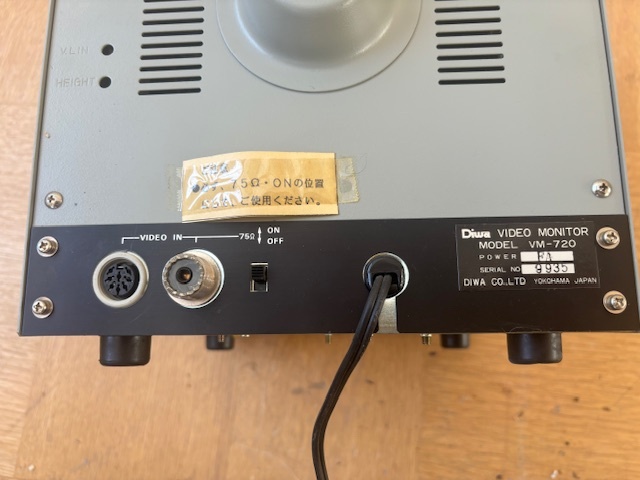 V.LIN
HEIGHT
75Ω・ONの位置
ご使用ください。
VIDEO IN
75Ω
ON
OFF
Diwa VIDEO MONITOR
MODEL VM-720
POWER
SERIAL NO 9935
DIWA CO.,LTD YOKOHAMA JAPAN